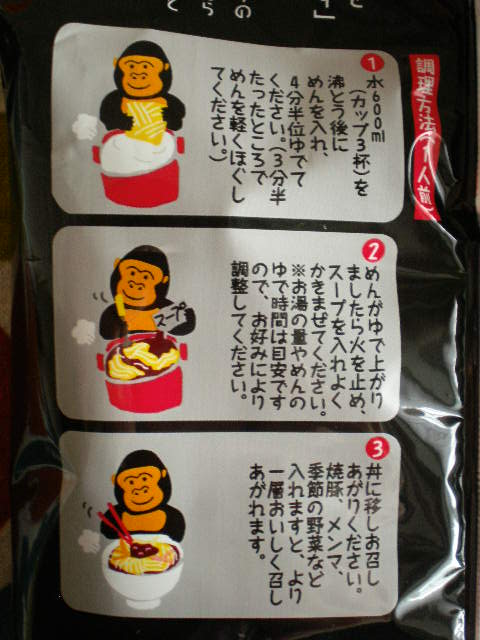 調理方法(1人前)
1
水600ml
(カップ3杯)を
沸とう後に
めんを入れ、
4分半位ゆでて
ください。(3分半
たったところで
めんを軽くほぐし
てください。)
2
めんがゆで上がり
ましたら火を止め、
スープを入れよく
かきまぜてください。
※お湯の量やめんの
ゆで時間は目安です
ので、お好みにより
調整してください。
スープ
3
丼に移しお召し
あがりください。
焼豚、メンマ、
季節の野菜など
入れますと、より
一層おいしく召し
あがれます。